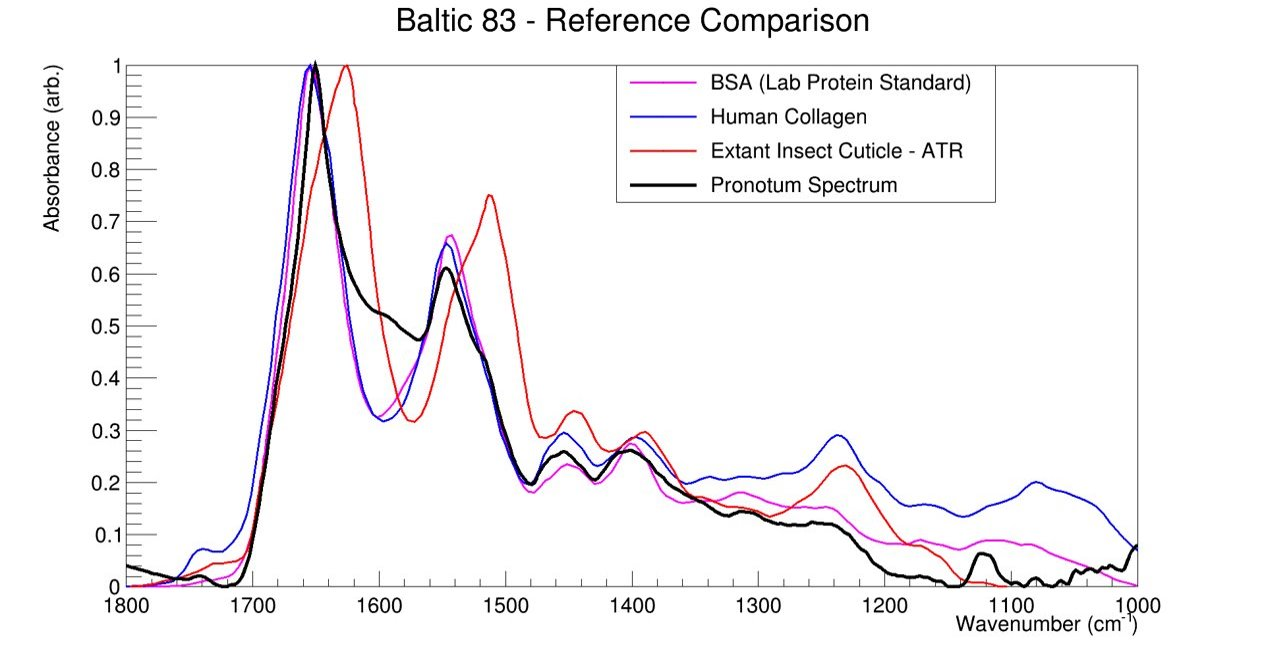 Baltic 83 - Reference Comparison
Absorbance (arb.)
1
0.9
0.8
0.7
0.6
0.5
0.4
0.3
0.2
0.1
0
BSA (Lab Protein Standard)
Human Collagen
Extant Insect Cuticle - ATR
Pronotum Spectrum
1800 1700 1600 1500 1400 1300 1200 1100 1000
Wavenumber (cm⁻¹)